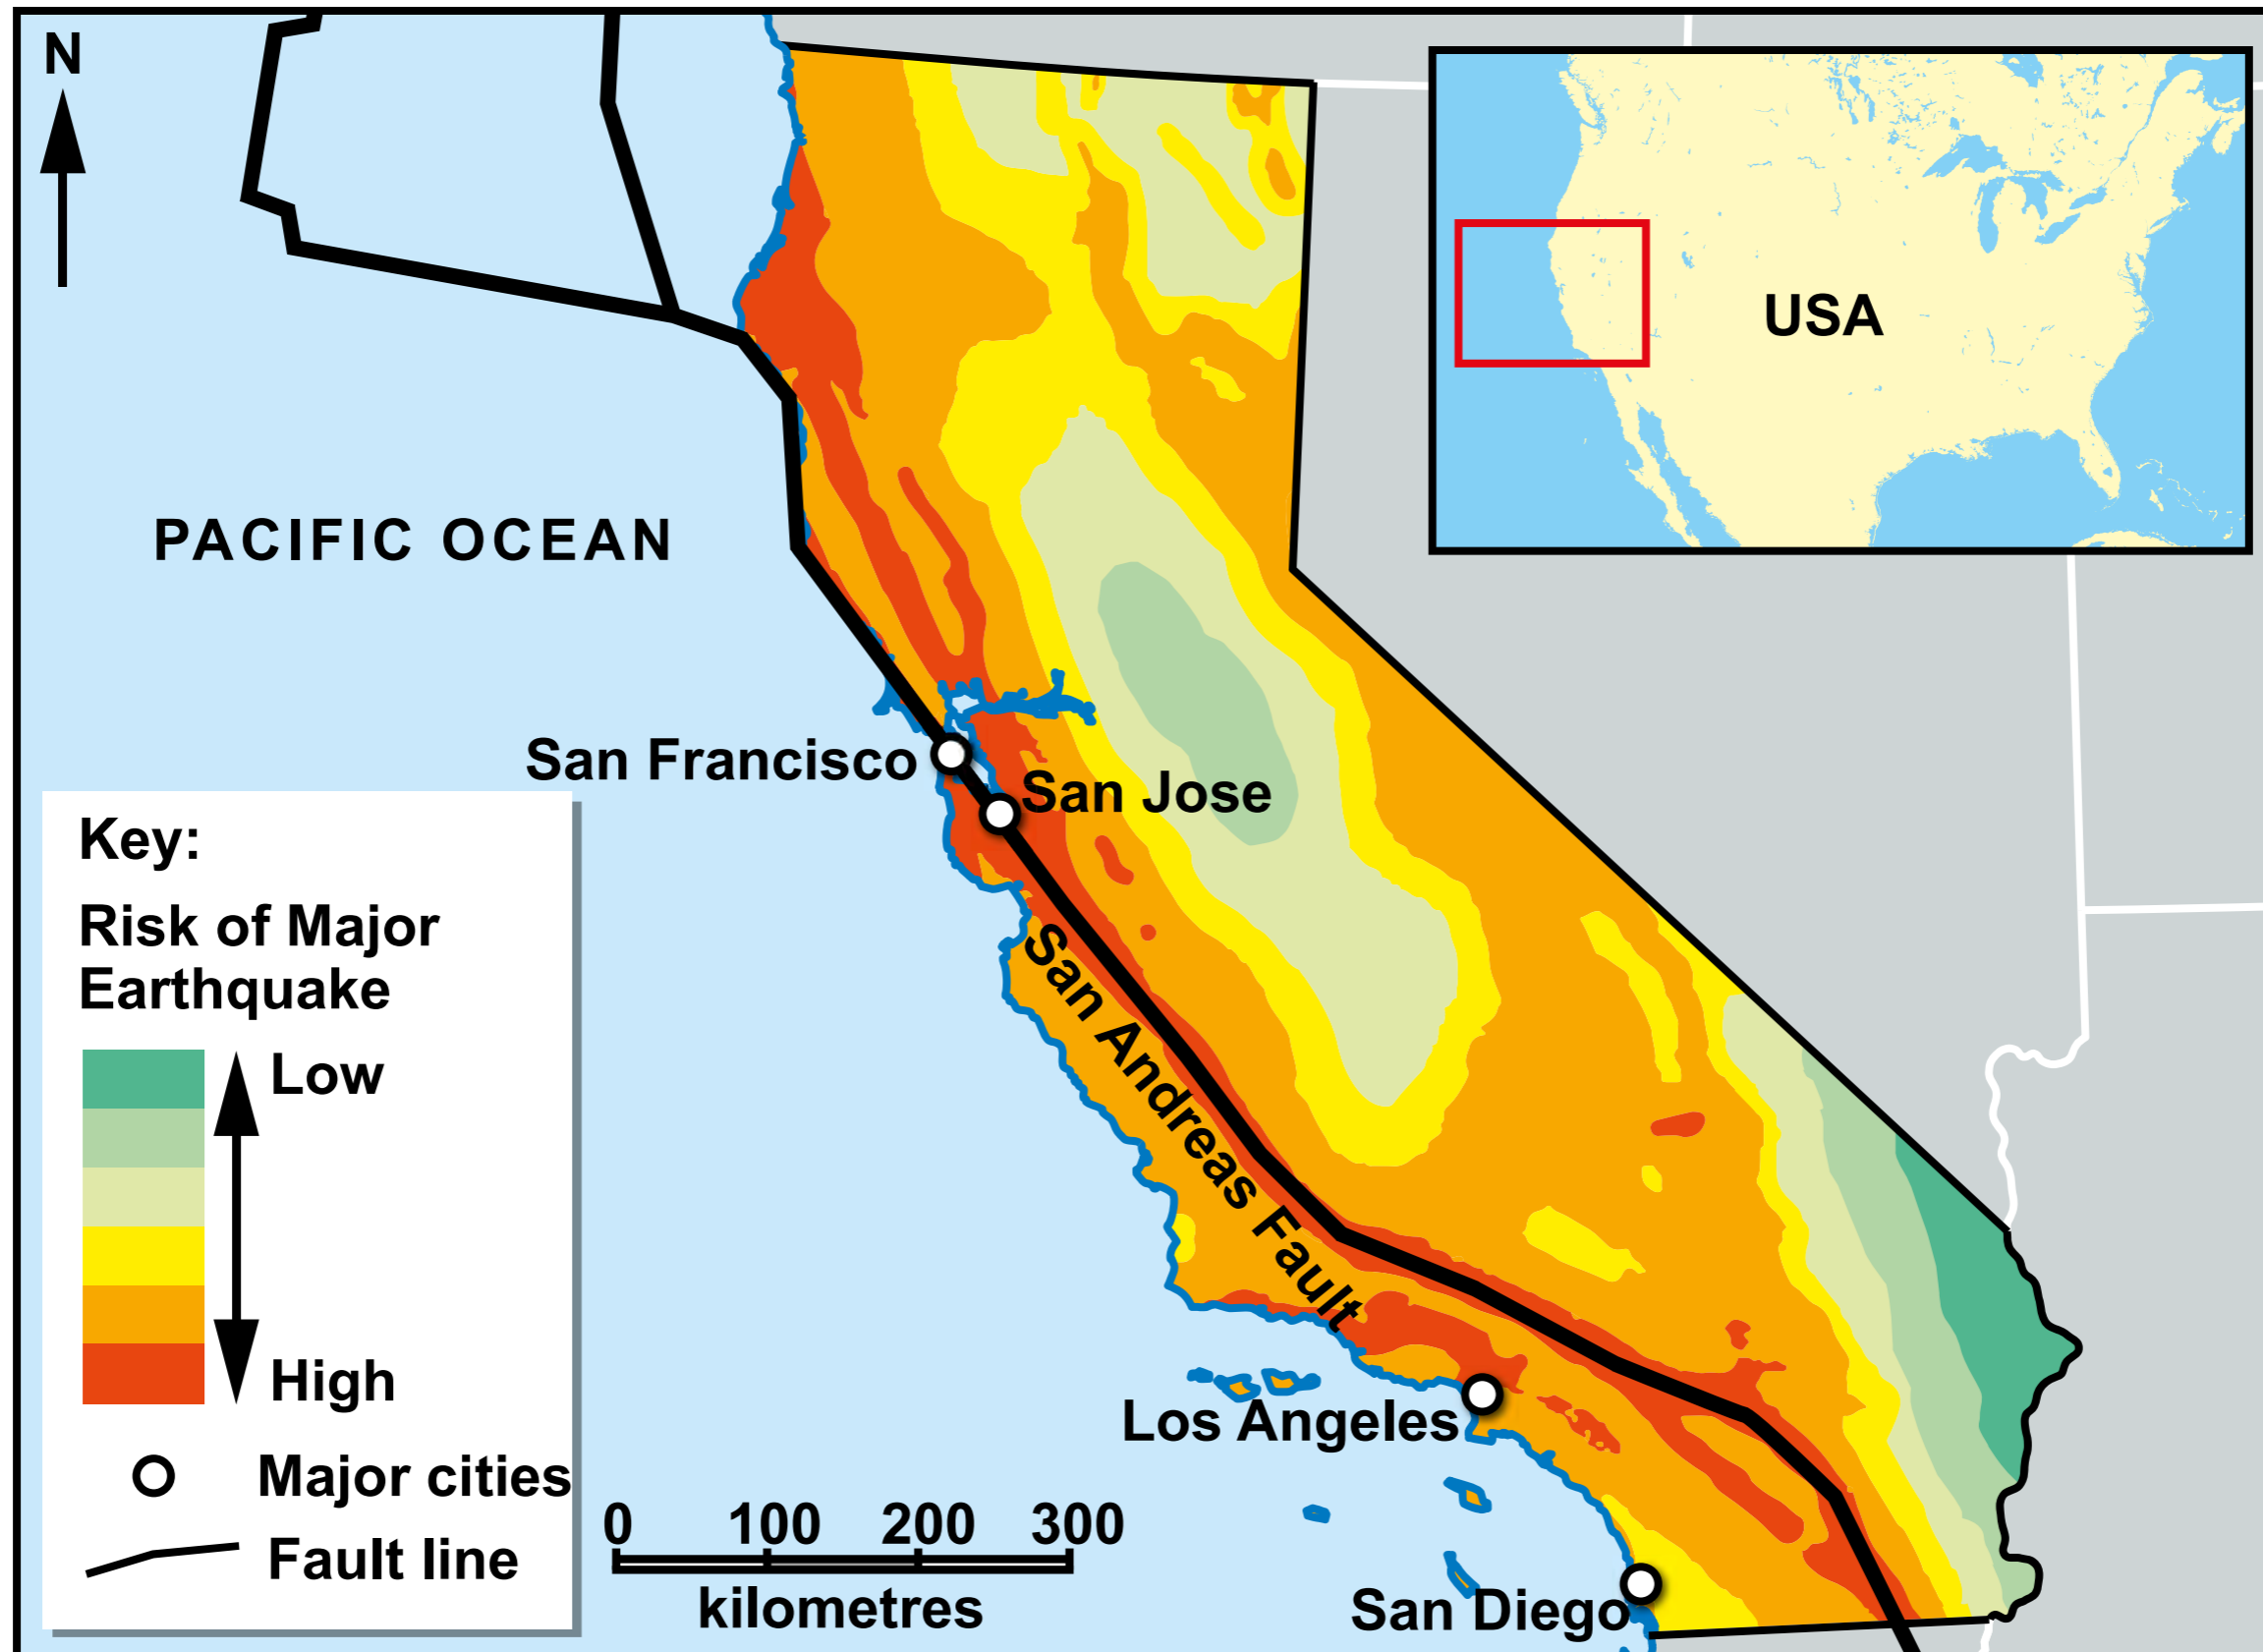 N
USA
PACIFIC OCEAN
San Francisco
San Jose
Key:
Risk of Major
Earthquake
Low
High
Major cities
Fault line
San Andreas Fault
Los Angeles
San Diego
0 100 200 300
kilometres